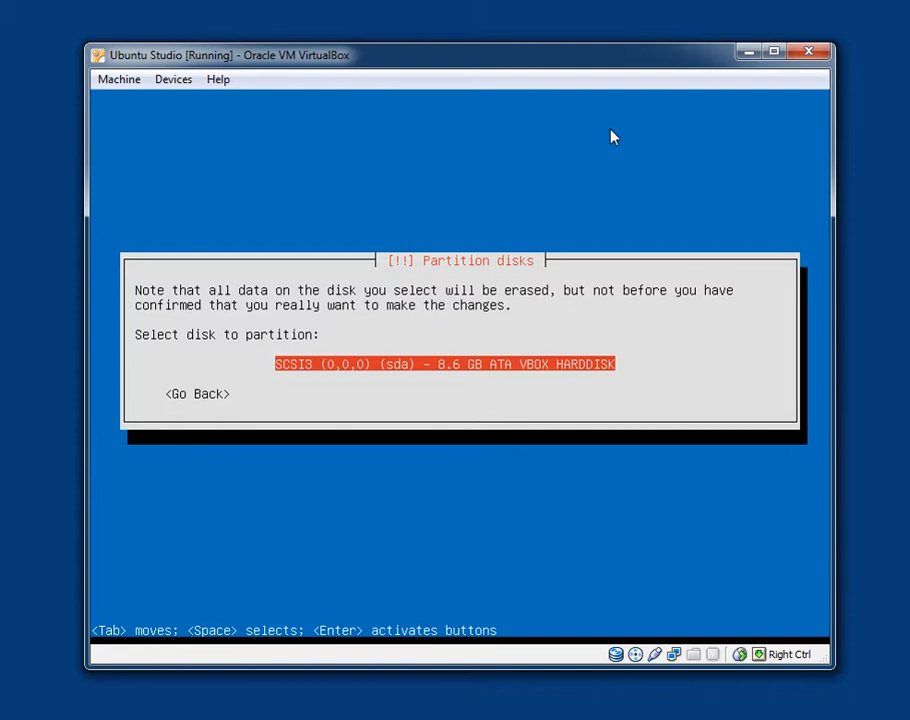 Ubuntu Studio [Running] - Oracle VM VirtualBox
Machine Devices Help
[!!] Partition disks
Note that all data on the disk you select will be erased, but not before you have
confirmed that you really want to make the changes.
Select disk to partition:
SCSI3 (0,0,0) (sda) - 8.6 GB ATA VBOX HARDDISK
<Go Back>
<Tab> moves; <Space> selects; <Enter> activates buttons
Right Ctrl